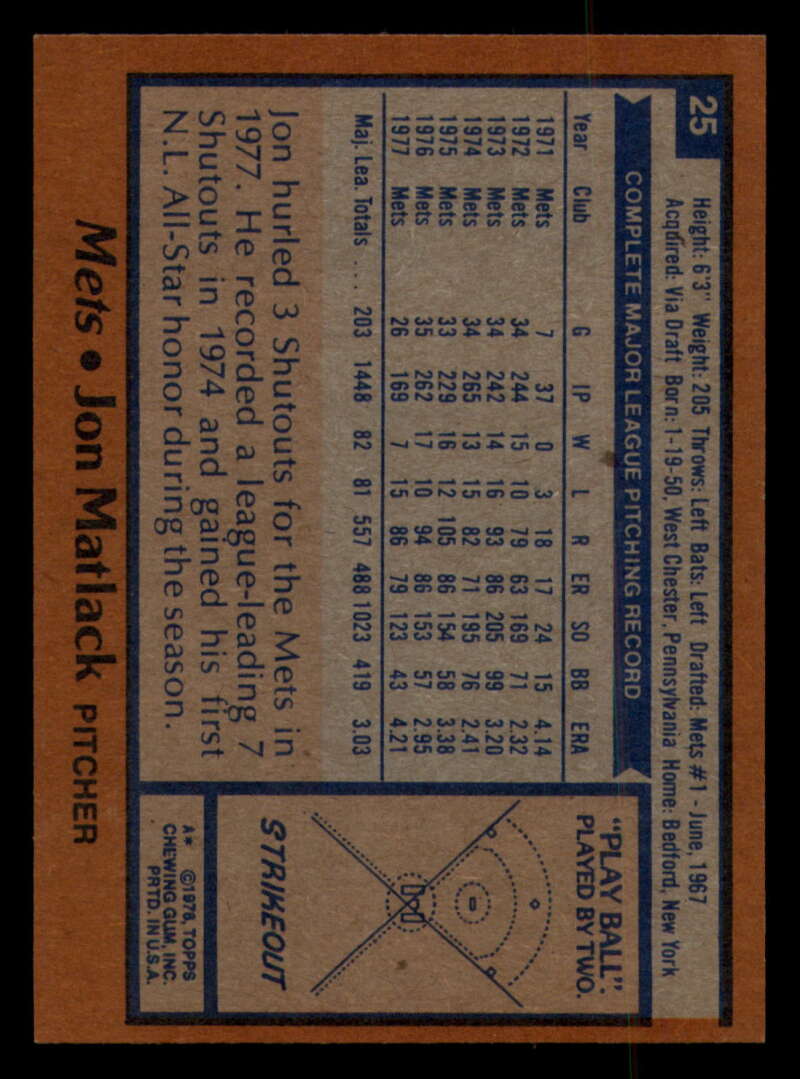 25
Height: 6'3" Weight: 205 Throws: Left Bats: Left Drafted: Mets #1 - June, 1967
Acquired: Via Draft Born: 1-19-50, West Chester, Pennsylvania Home: Bedford, New York
COMPLETE MAJOR LEAGUE PITCHING RECORD
Year Club G IP W L R ER SO BB ERA
1971 Mets 7 37 0 3 18 17 24 15 4.14
1972 Mets 34 244 15 10 79 63 169 71 2.32
1973 Mets 34 242 14 16 93 86 205 99 3.20
1974 Mets 34 265 13 15 82 71 195 76 2.41
1975 Mets 33 229 16 12 105 86 154 58 3.38
1976 Mets 35 262 17 10 94 86 153 57 2.95
1977 Mets 26 169 7 15 86 79 123 43 4.21
Maj. Lea. Totals .... 203 1448 82 81 557 488 1023 419 3.03
Jon hurled 3 Shutouts for the Mets in
1977. He recorded a league-leading 7
Shutouts in 1974 and gained his first
N.L. All-Star honor during the season.
"PLAY BALL":
PLAYED BY TWO.
STRIKEOUT
A* ©1978, TOPPS
CHEWING GUM, INC.
PRTD. IN U.S.A.
Mets • Jon Matlack PITCHER